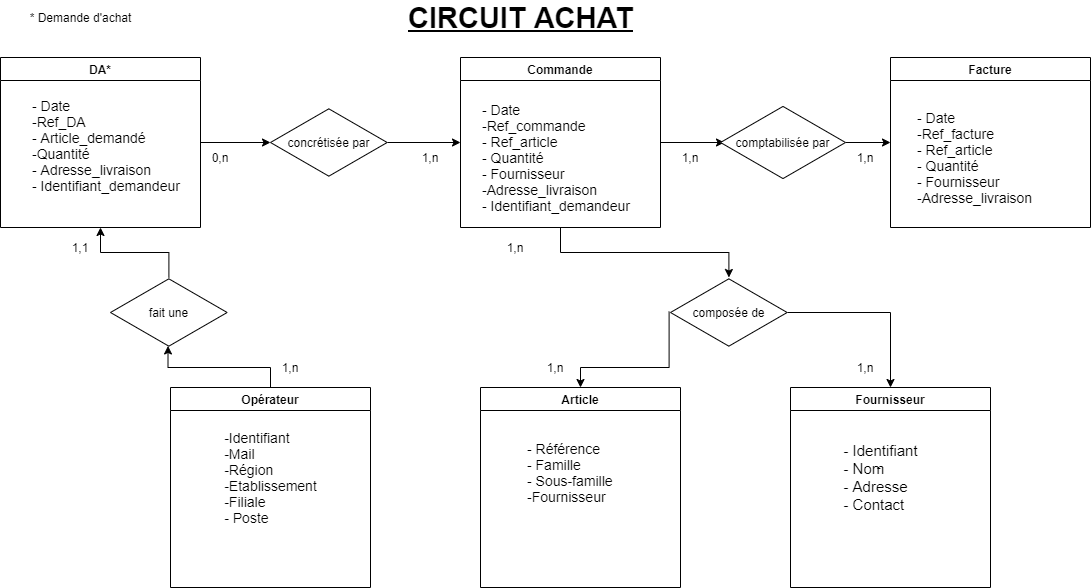 * Demande d'achat
CIRCUIT ACHAT
DA*
- Date
-Ref_DA
- Article_demandé
-Quantité
- Adresse_livraison
- Identifiant_demandeur
0,n
concrétisée par
1,n
Commande
- Date
-Ref_commande
- Ref_article
- Quantité
- Fournisseur
-Adresse_livraison
- Identifiant_demandeur
1,n
comptabilisée par
1,n
Facture
- Date
-Ref_facture
- Ref_article
- Quantité
- Fournisseur
-Adresse_livraison
1,1
fait une
1,n
Opérateur
-Identifiant
-Mail
-Région
-Etablissement
-Filiale
- Poste
1,n
composée de
1,n
1,n
Article
- Référence
- Famille
- Sous-famille
-Fournisseur
Fournisseur
- Identifiant
- Nom
- Adresse
- Contact